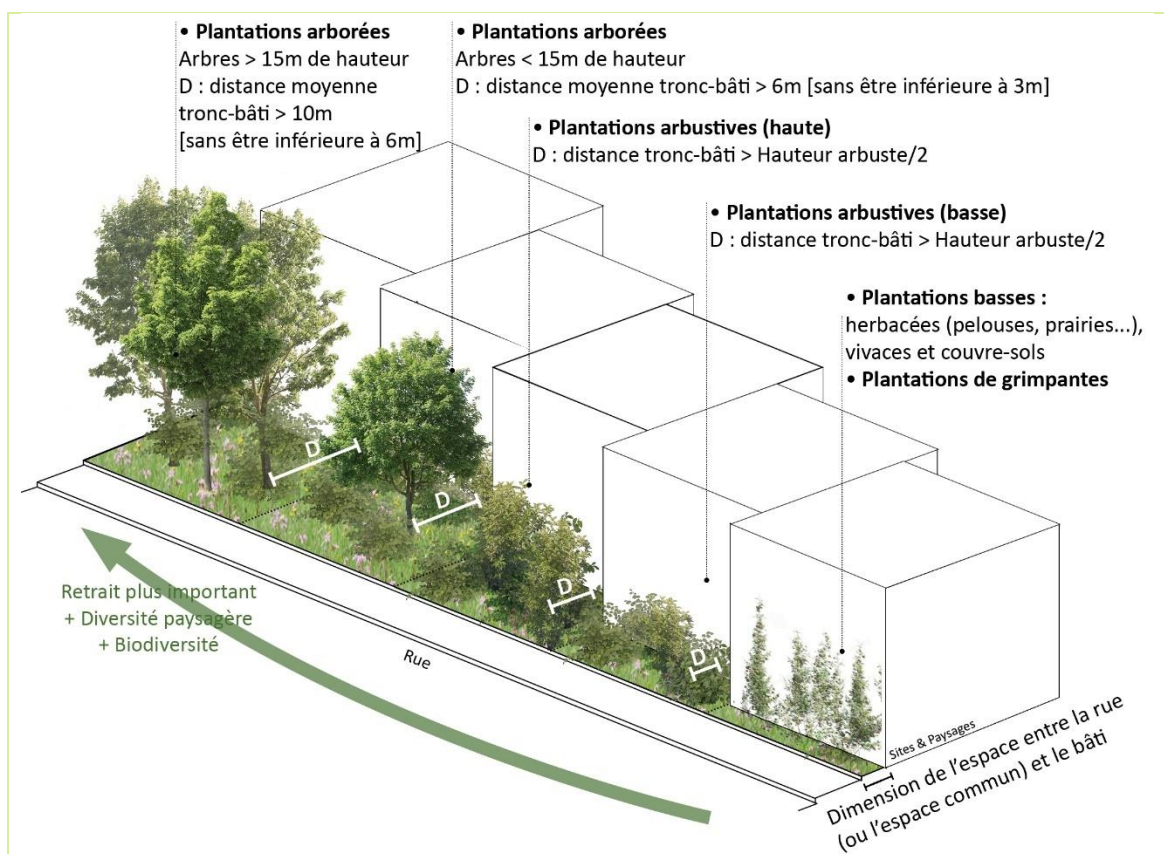 • Plantations arborées
Arbres > 15m de hauteur
D : distance moyenne
tronc-bâti > 10m
[sans être inférieure à 6m]
• Plantations arborées
Arbres < 15m de hauteur
D : distance moyenne tronc-bâti > 6m [sans être inférieure à 3m]
• Plantations arbustives (haute)
D : distance tronc-bâti > Hauteur arbuste/2
• Plantations arbustives (basse)
D : distance tronc-bâti > Hauteur arbuste/2
• Plantations basses :
herbacées (pelouses, prairies...),
vivaces et couvre-sols
• Plantations de grimpantes
D
D
D
D
Retrait plus important
+ Diversité paysagère
+ Biodiversité
Rue
Sites & Paysages
Dimension de l'espace entre la rue
(ou l'espace commun) et le bâti